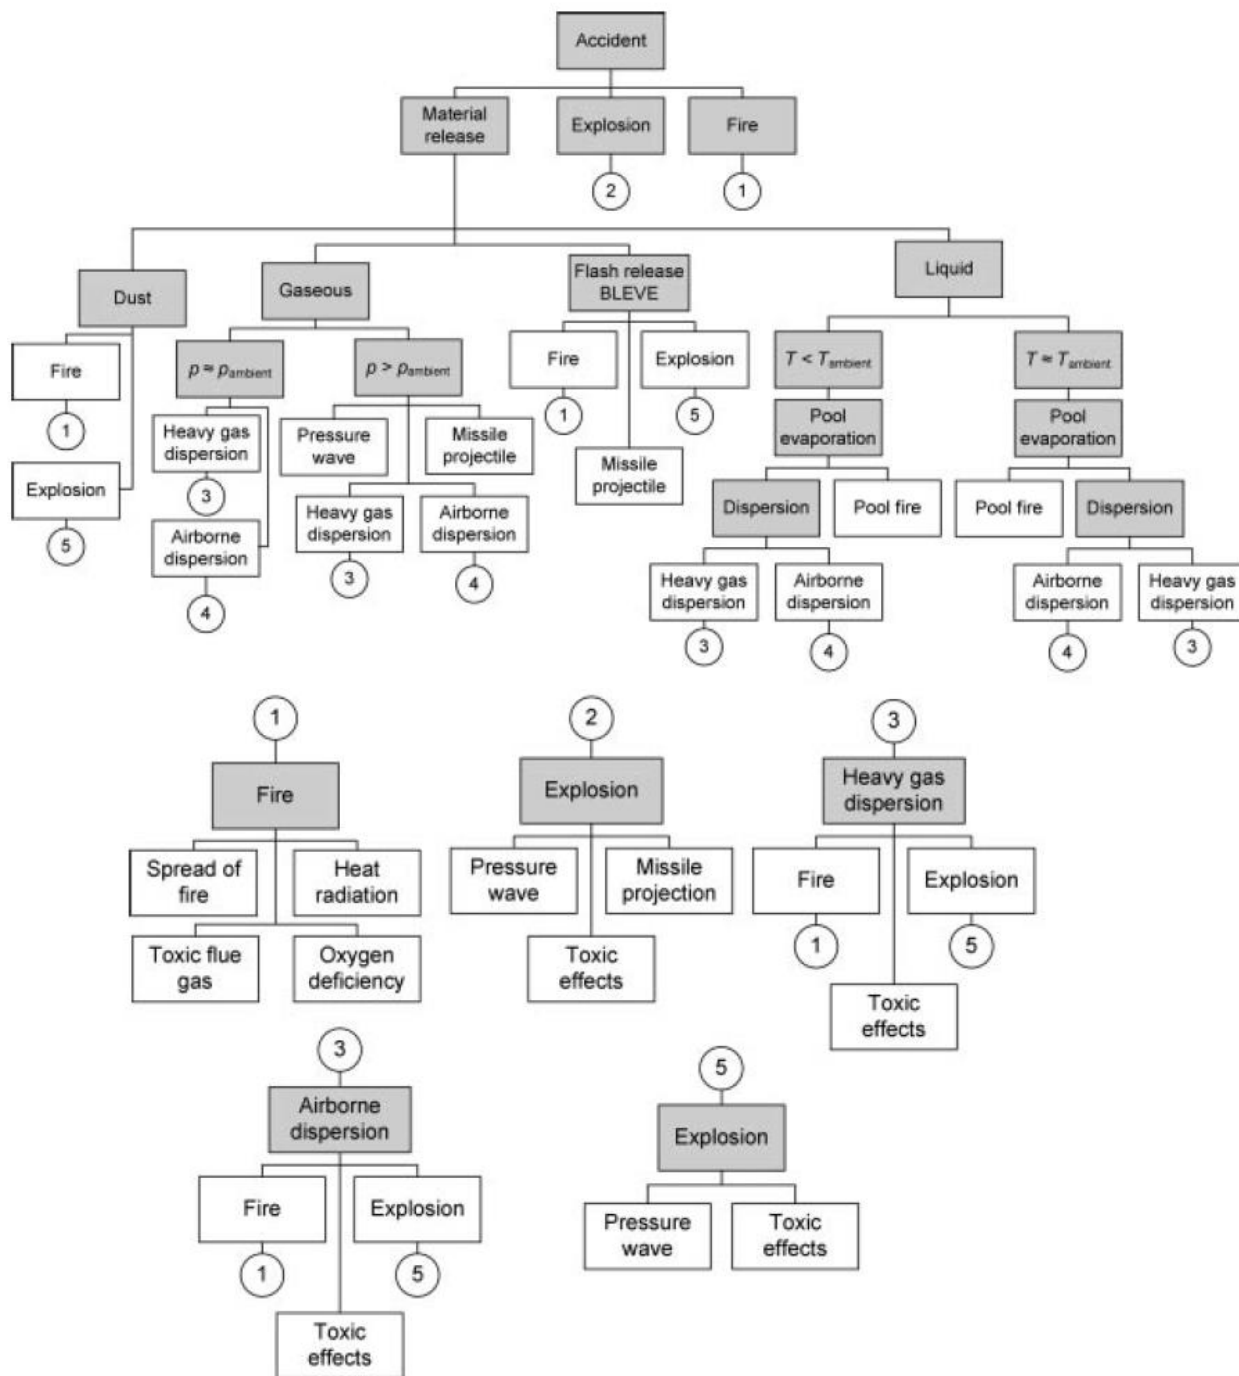 Accident
Material
release
Explosion
Fire
2
1
Dust
Gaseous
Flash release
BLEVE
Liquid
Fire
1
Explosion
5
p ≈ p ambient
p > p ambient
Heavy gas
dispersion
3
Airborne
dispersion
4
Pressure
wave
Missile
projectile
Heavy gas
dispersion
3
Airborne
dispersion
4
Fire
1
Explosion
5
Missile
projectile
T < T ambient
T ≈ T ambient
Pool
evaporation
Pool
evaporation
Dispersion
Pool fire
Pool fire
Dispersion
Heavy gas
dispersion
3
Airborne
dispersion
4
Airborne
dispersion
4
Heavy gas
dispersion
3
1
Fire
Spread of
fire
Heat
radiation
Toxic flue
gas
Oxygen
deficiency
2
Explosion
Pressure
wave
Missile
projection
Toxic
effects
3
Heavy gas
dispersion
Fire
1
Explosion
5
Toxic
effects
3
Airborne
dispersion
Fire
1
Explosion
5
Toxic
effects
5
Explosion
Pressure
wave
Toxic
effects